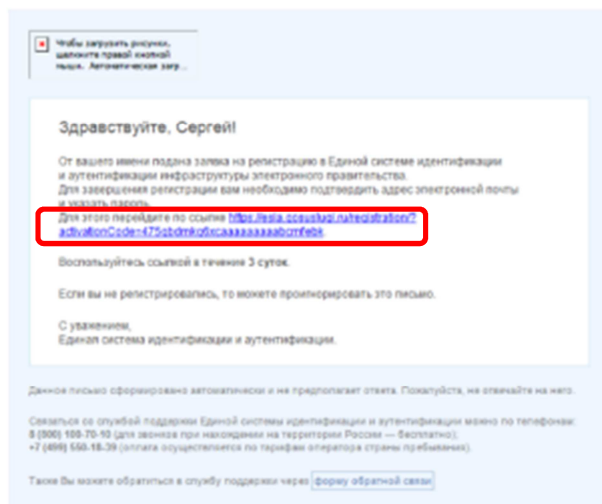 Чтобы загрузить рисунки,
щелкните правой кнопкой
мыши. Автоматическая загр...
Здравствуйте, Сергей!
От вашего имени подана заявка на регистрацию в Единой системе идентификации
и аутентификации инфраструктуры электронного правительства.
Для завершения регистрации вам необходимо подтвердить адрес электронной почты
и указать пароль.
Для этого перейдите по ссылке https://esia.gosuslugi.ru/registration/?
Воспользуйтесь ссылкой в течение 3 суток.
Если вы не регистрировались, то можете проигнорировать это письмо.
С уважением,
Единая система идентификации и аутентификации.
Данное письмо сформировано автоматически и не предполагает ответа. Пожалуйста, не отвечайте на него.
Связаться со службой поддержки Единой системы идентификации и аутентификации можно по телефонам:
8 (800) 100-70-10 (для звонков при нахождении на территории России — бесплатно);
+7 (499) 550-18-39 (оплата осуществляется по тарифам оператора страны пребывания).
Также Вы можете обратиться в службу поддержки через форму обратной связи